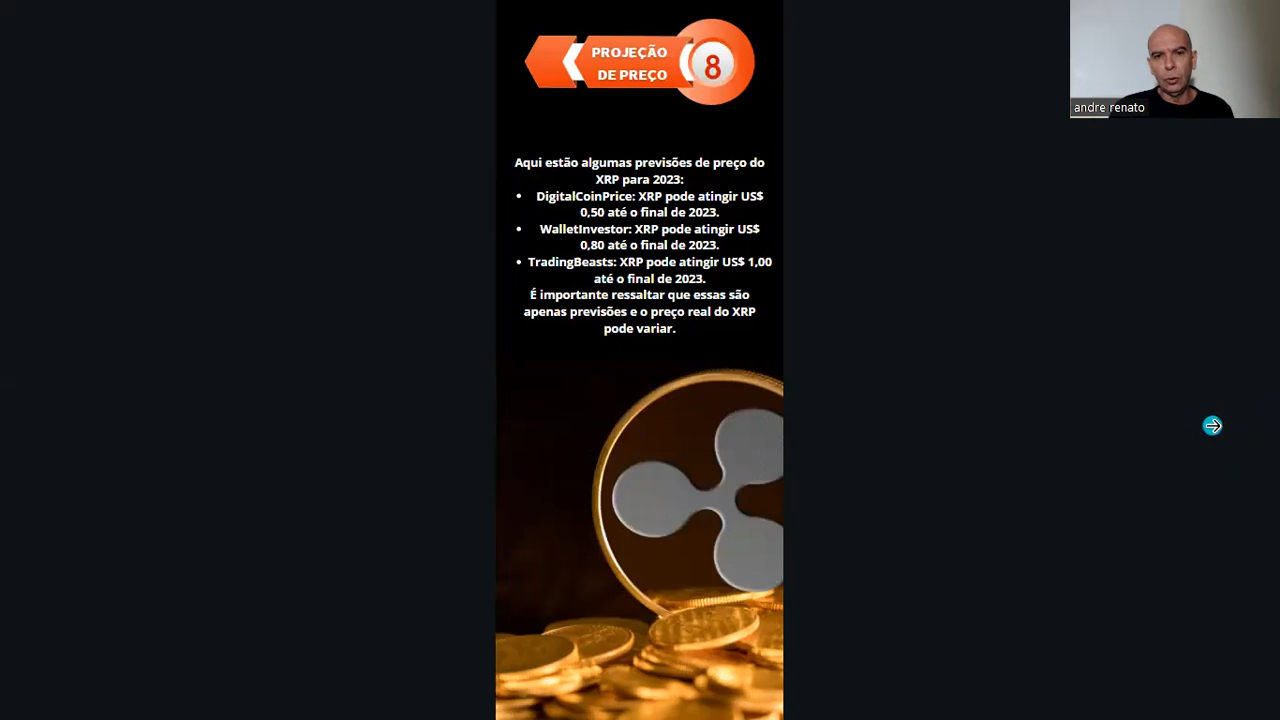 PROJEÇÃO
DE PREÇO
8
andre renato
Aqui estão algumas previsões de preço do
XRP para 2023:
• DigitalCoinPrice: XRP pode atingir US$
0,50 até o final de 2023.
• WalletInvestor: XRP pode atingir US$
0,80 até o final de 2023.
• TradingBeasts: XRP pode atingir US$ 1,00
até o final de 2023.
É importante ressaltar que essas são
apenas previsões e o preço real do XRP
pode variar.